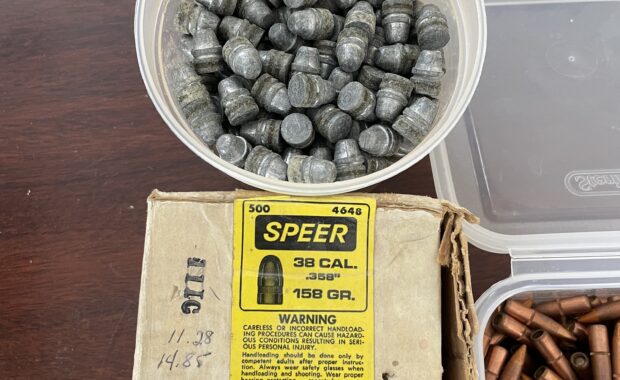 500 4648
SPEER
38 CAL.
.358"
158 GR.
WARNING
CARELESS OR INCORRECT HANDLOAD-
ING PROCEDURES CAN CAUSE HAZARD-
OUS CONDITIONS RESULTING IN SERI-
OUS PERSONAL INJURY.
Handloading should be done only by
competent adults after proper instruc-
tion. Always wear safety glasses when
handloading and shooting. Wear proper
11.28
14.85